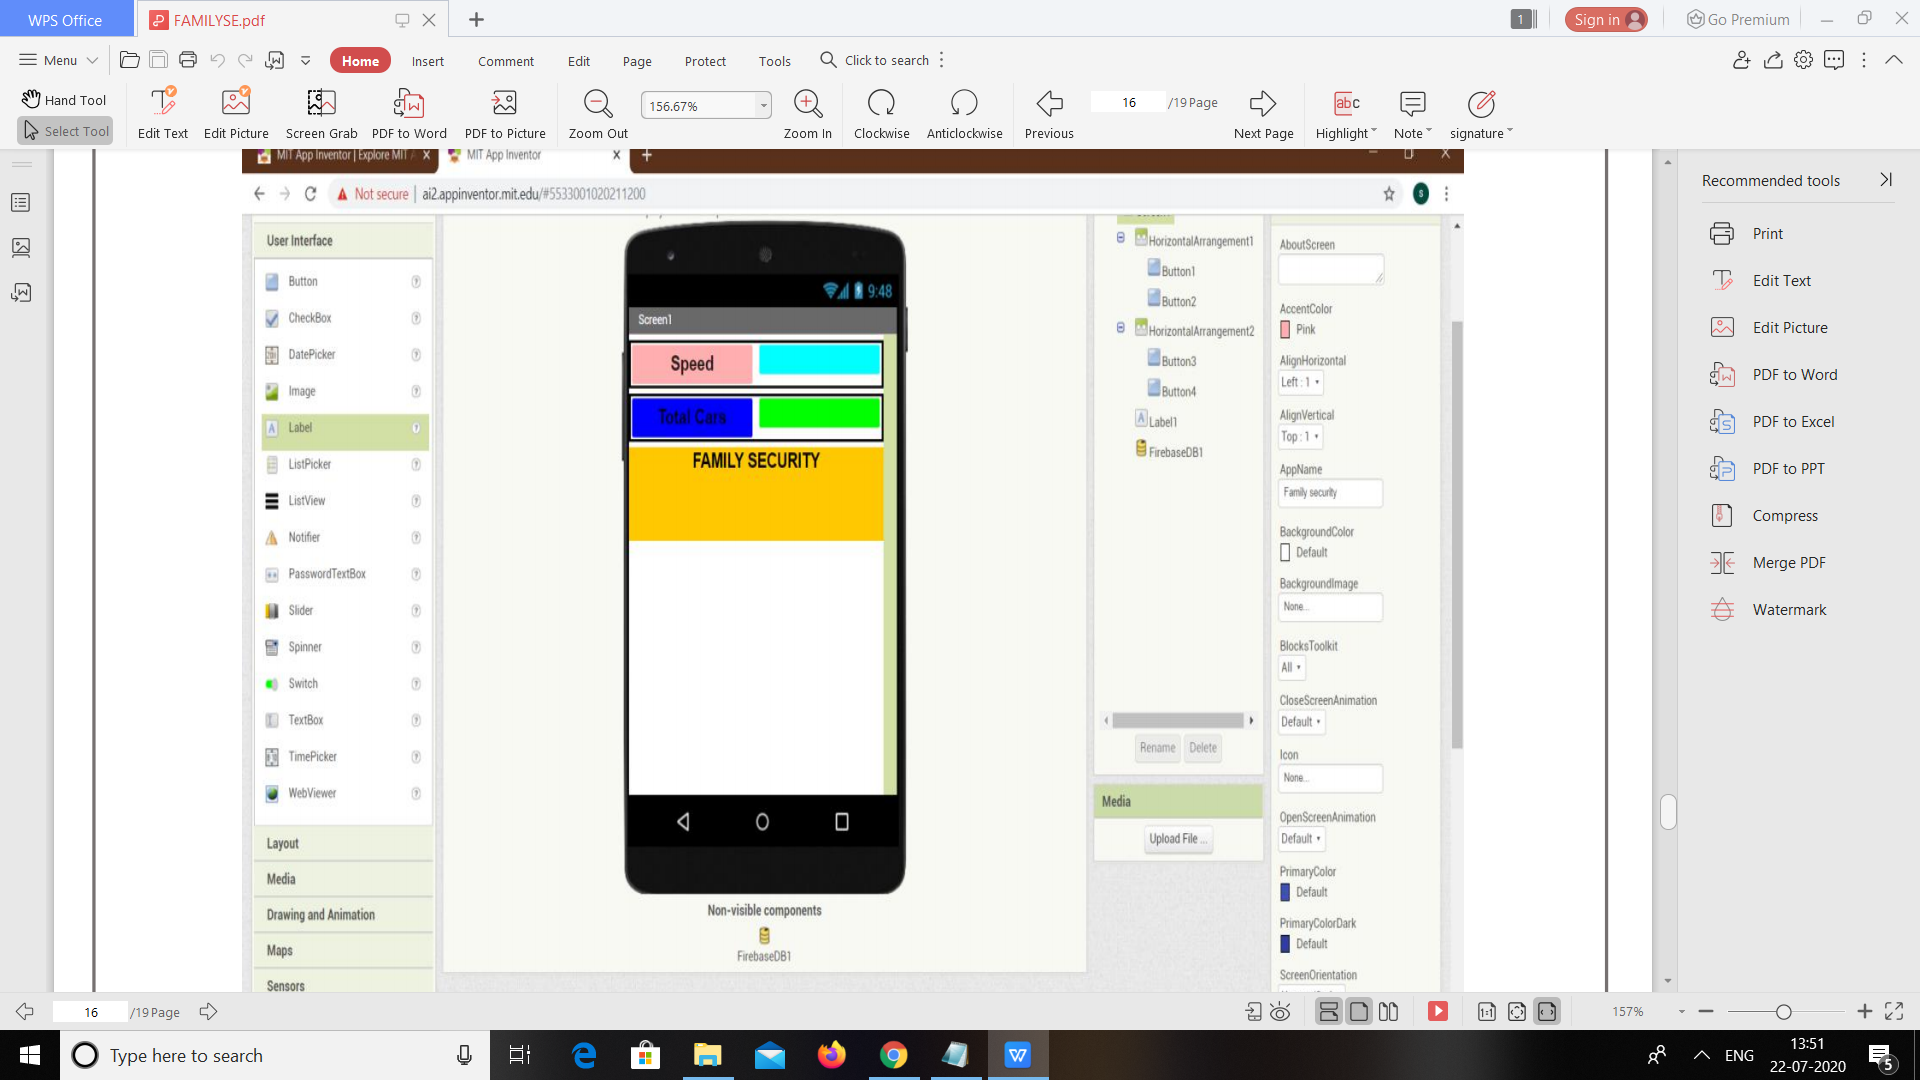 WPS Office
FAMILYSE.pdf
1
Sign in
Go Premium
Menu
Home
Insert
Comment
Edit
Page
Protect
Tools
Click to search
Hand Tool
Select Tool
Edit Text
Edit Picture
Screen Grab
PDF to Word
PDF to Picture
Zoom Out
156.67%
Zoom In
Clockwise
Anticlockwise
Previous
16
/19 Page
Next Page
Highlight
Note
signature
MIT App Inventor | Explore MIT A
MIT App Inventor
Not secure
ai2.appinventor.mit.edu/#5533001020211200
User Interface
Button
CheckBox
DatePicker
Image
Label
ListPicker
ListView
Notifier
PasswordTextBox
Slider
Spinner
Switch
TextBox
TimePicker
WebViewer
Layout
Media
Drawing and Animation
Maps
Sensors
9:48
Screen1
Speed
Total Cars
FAMILY SECURITY
Non-visible components
FirebaseDB1
HorizontalArrangement1
Button1
Button2
HorizontalArrangement2
Button3
Button4
Label1
FirebaseDB1
Rename
Delete
Media
Upload File ...
AboutScreen
AccentColor
Pink
AlignHorizontal
Left : 1
AlignVertical
Top : 1
AppName
Family security
BackgroundColor
Default
BackgroundImage
None...
BlocksToolkit
All
CloseScreenAnimation
Default
Icon
None...
OpenScreenAnimation
Default
PrimaryColor
Default
PrimaryColorDark
Default
ScreenOrientation
Recommended tools
Print
Edit Text
Edit Picture
PDF to Word
PDF to Excel
PDF to PPT
Compress
Merge PDF
Watermark
16
/19 Page
157%
Type here to search
ENG
13:51
22-07-2020
5